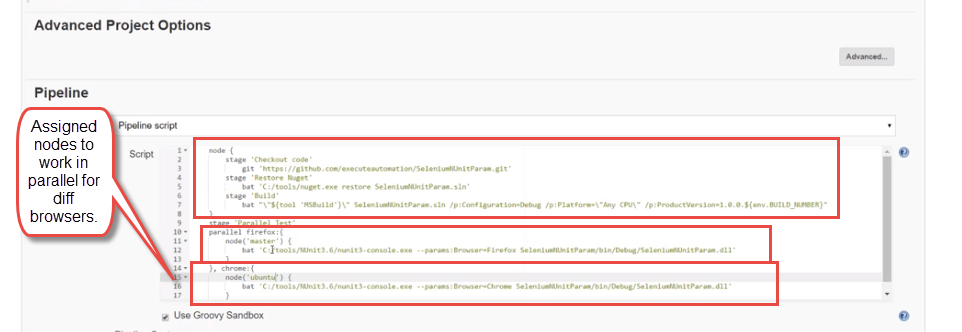 Advanced Project Options
Advanced...
Pipeline
Assigned
nodes to
work in
parallel for
diff
browsers.
Pipeline script
Script
1 node {
2 stage 'Checkout code'
3 git 'https://github.com/executeautomation/SeleniumNUnitParam.git'
4 stage 'Restore Nuget'
5 bat 'C:/tools/nuget.exe restore SeleniumNUnitParam.sln'
6 stage 'Build'
7 bat "\"${tool 'MSBuild'}\" SeleniumNUnitParam.sln /p:Configuration=Debug /p:Platform=\"Any CPU\" /p:ProductVersion=1.0.0.${env.BUILD_NUMBER}"
8 }
9 stage 'Parallel Test'
10 parallel firefox:{
11 node('master') {
12 bat 'C:/tools/NUnit3.6/nunit3-console.exe --params:Browser=Firefox SeleniumNUnitParam/bin/Debug/SeleniumNUnitParam.dll'
13 }
14 }, chrome:{
15 node('ubuntu') {
16 bat 'C:/tools/NUnit3.6/nunit3-console.exe --params:Browser=Chrome SeleniumNUnitParam/bin/Debug/SeleniumNUnitParam.dll'
17 }
Use Groovy Sandbox